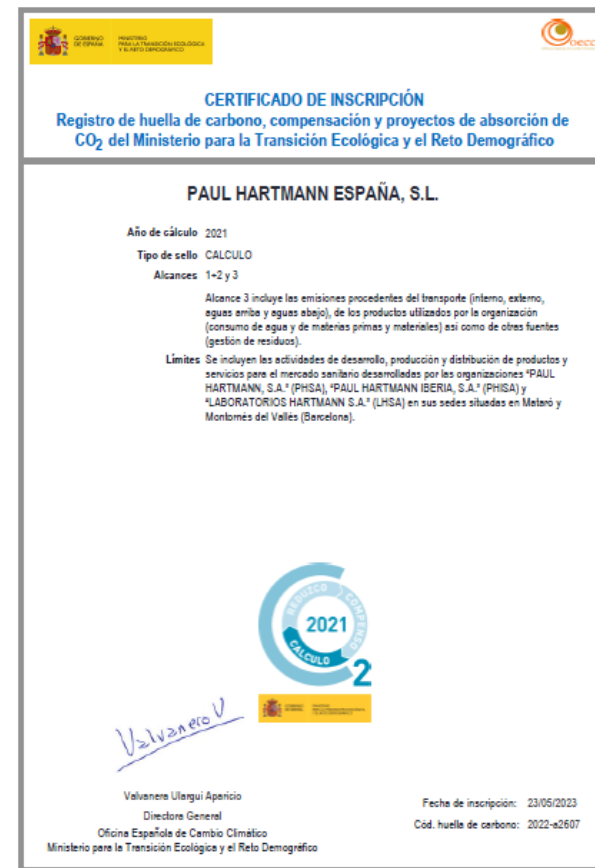 GOBIERNO
DE ESPAÑA
MINISTERIO
PARA LA TRANSICIÓN ECOLÓGICA
Y EL RETO DEMOGRÁFICO
oecc
CERTIFICADO DE INSCRIPCIÓN
Registro de huella de carbono, compensación y proyectos de absorción de
CO2 del Ministerio para la Transición Ecológica y el Reto Demográfico
PAUL HARTMANN ESPAÑA, S.L.
Año de cálculo 2021
Tipo de sello CALCULO
Alcances 1+2 y 3
Alcance 3 incluye las emisiones procedentes del transporte (interno, externo,
aguas arriba y aguas abajo), de los productos utilizados por la organización
(consumo de agua y de materias primas y materiales) asi como de otras fuentes
(gestión de residuos).
Límites Se incluyen las actividades de desarrollo, producción y distribución de productos y
servicios para el mercado sanitario desarrolladas por las organizaciones “PAUL
HARTMANN, S.A.” (PHSA), “PAUL HARTMANN IBERIA, S.A.” (PHISA) y
“LABORATORIOS HARTMANN S.A.” (LHSA) en sus sedes situadas en Mataró y
Montornés del Vallés (Barcelona).
REDUZCO
COMPENSO
2021
CALCULO
2
Valvanera U
Valvanera Ulargui Aparicio
Directora General
Oficina Española de Cambio Climático
Ministerio para la Transición Ecológica y el Reto Demográfico
Fecha de inscripción: 23/05/2023
Cód. huella de carbono: 2022-a2607